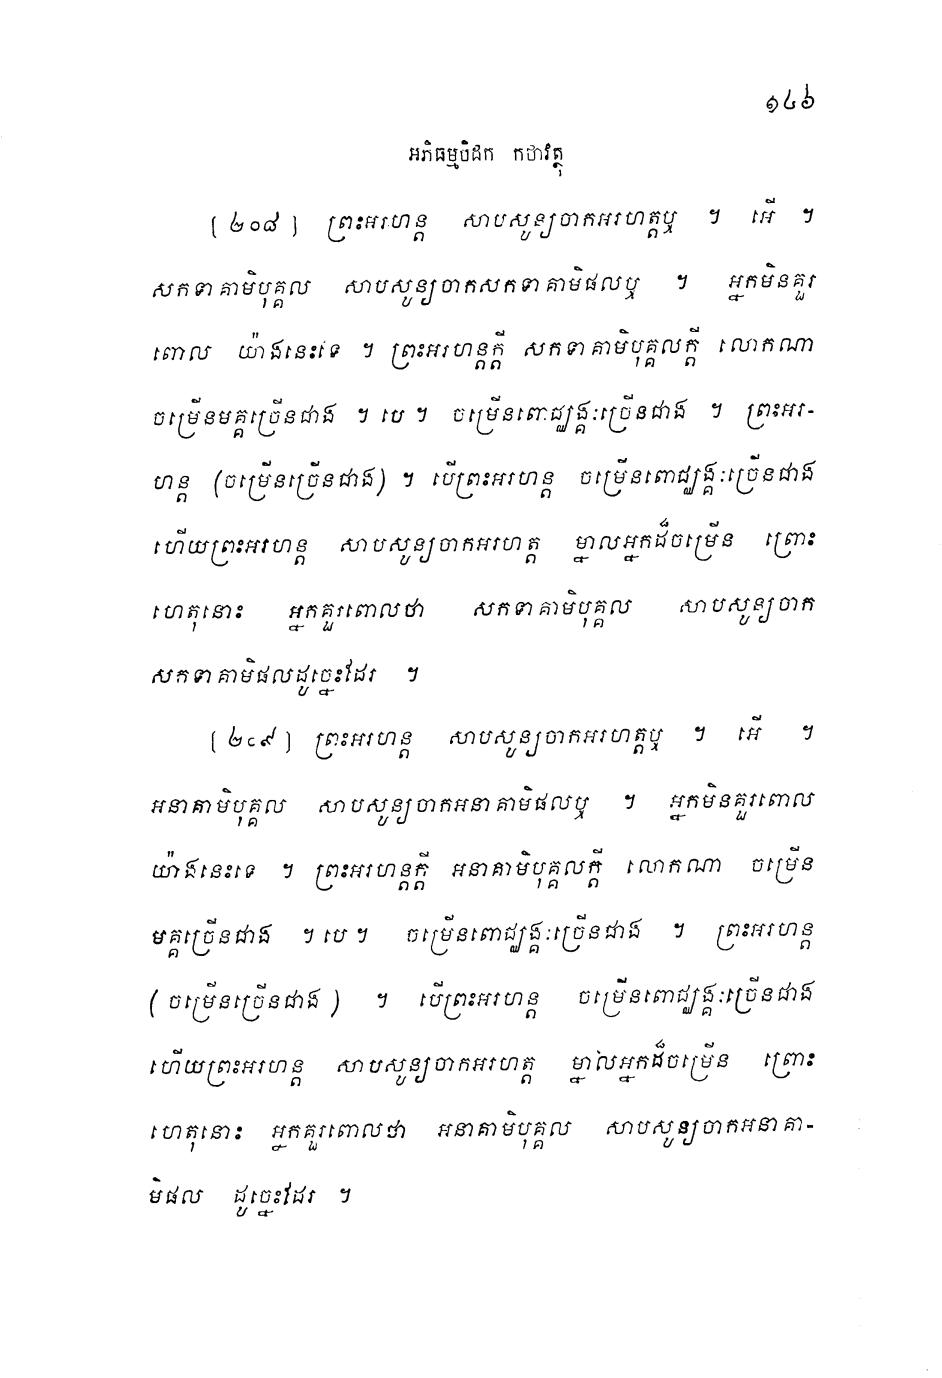 ១៤៦
អភិធម្មបិដក កថាវត្ថុ
[២០៨] ព្រះអរហន្ត សាបសូន្យចាកអរហត្តឬ ។ អើ ។
សកទាគាមិបុគ្គល សាបសូន្យចាកសកទាគាមិផលឬ ។ អ្នកមិនគួរ
ពោល យ៉ាងនេះទេ ។ ព្រះអរហន្តក្តី សកទាគាមិបុគ្គលក្តី លោកណា
ចម្រើនមគ្គច្រើនជាង ។ បេ ។ ចម្រើនពោជ្ឈង្គៈច្រើនជាង ។ ព្រះអរ-
ហន្ត (ចម្រើនច្រើនជាង) ។ បើព្រះអរហន្ត ចម្រើនពោជ្ឈង្គៈច្រើនជាង
ហើយព្រះអរហន្ត សាបសូន្យចាកអរហត្ត ម្នាលអ្នកដ៏ចម្រើន ព្រោះ
ហេតុនោះ អ្នកគួរពោលថា សកទាគាមិបុគ្គល សាបសូន្យចាក
សកទាគាមិផលដូច្នេះដែរ ។
[២០៩] ព្រះអរហន្ត សាបសូន្យចាកអរហត្តឬ ។ អើ ។
អនាគាមិបុគ្គល សាបសូន្យចាកអនាគាមិផលឬ ។ អ្នកមិនគួរពោល
យ៉ាងនេះទេ ។ ព្រះអរហន្តក្តី អនាគាមិបុគ្គលក្តី លោកណា ចម្រើន
មគ្គច្រើនជាង ។ បេ ។ ចម្រើនពោជ្ឈង្គៈច្រើនជាង ។ ព្រះអរហន្ត
(ចម្រើនច្រើនជាង) ។ បើព្រះអរហន្ត ចម្រើនពោជ្ឈង្គៈច្រើនជាង
ហើយព្រះអរហន្ត សាបសូន្យចាកអរហត្ត ម្នាលអ្នកដ៏ចម្រើន ព្រោះ
ហេតុនោះ អ្នកគួរពោលថា អនាគាមិបុគ្គល សាបសូន្យចាកអនាគា-
មិផល ដូច្នេះដែរ ។